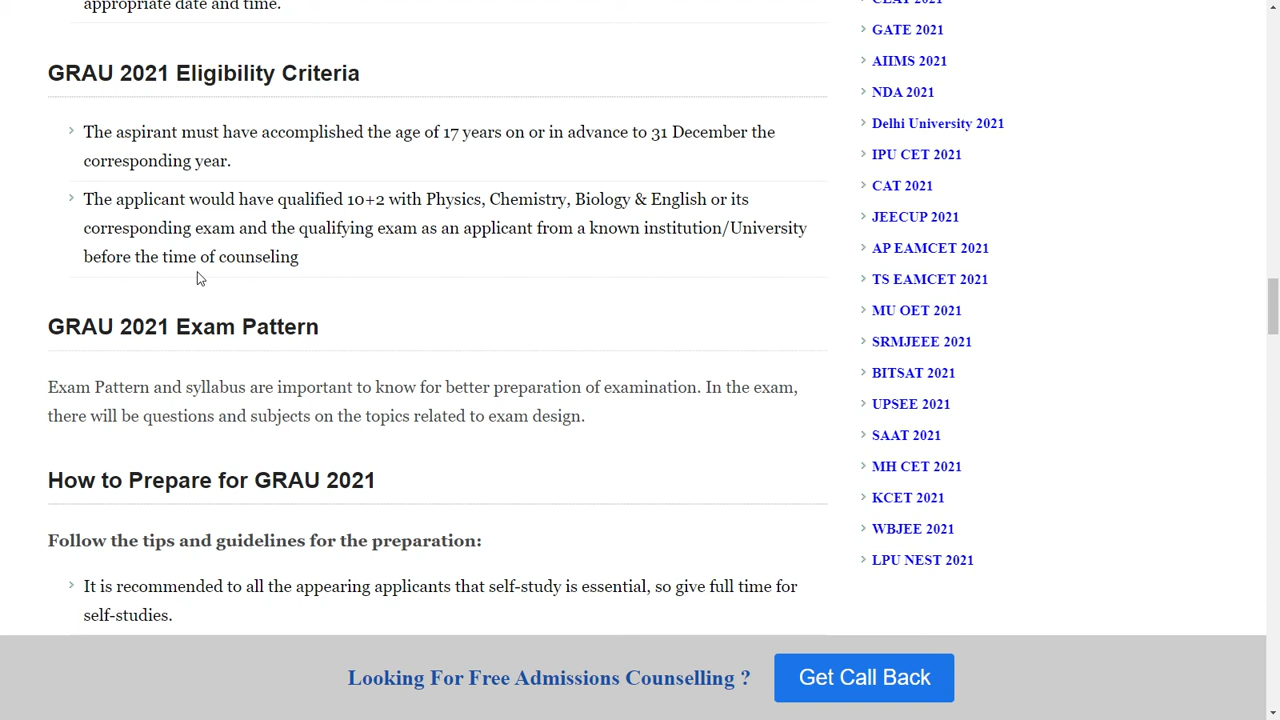 appropriate date and time.
GRAU 2021 Eligibility Criteria
The aspirant must have accomplished the age of 17 years on or in advance to 31 December the
corresponding year.
The applicant would have qualified 10+2 with Physics, Chemistry, Biology & English or its
corresponding exam and the qualifying exam as an applicant from a known institution/University
before the time of counseling
GRAU 2021 Exam Pattern
Exam Pattern and syllabus are important to know for better preparation of examination. In the exam,
there will be questions and subjects on the topics related to exam design.
How to Prepare for GRAU 2021
Follow the tips and guidelines for the preparation:
It is recommended to all the appearing applicants that self-study is essential, so give full time for
self-studies.
CLAT 2021
GATE 2021
AIIMS 2021
NDA 2021
Delhi University 2021
IPU CET 2021
CAT 2021
JEECUP 2021
AP EAMCET 2021
TS EAMCET 2021
MU OET 2021
SRMJEEE 2021
BITSAT 2021
UPSEE 2021
SAAT 2021
MH CET 2021
KCET 2021
WBJEE 2021
LPU NEST 2021
Looking For Free Admissions Counselling ?
Get Call Back